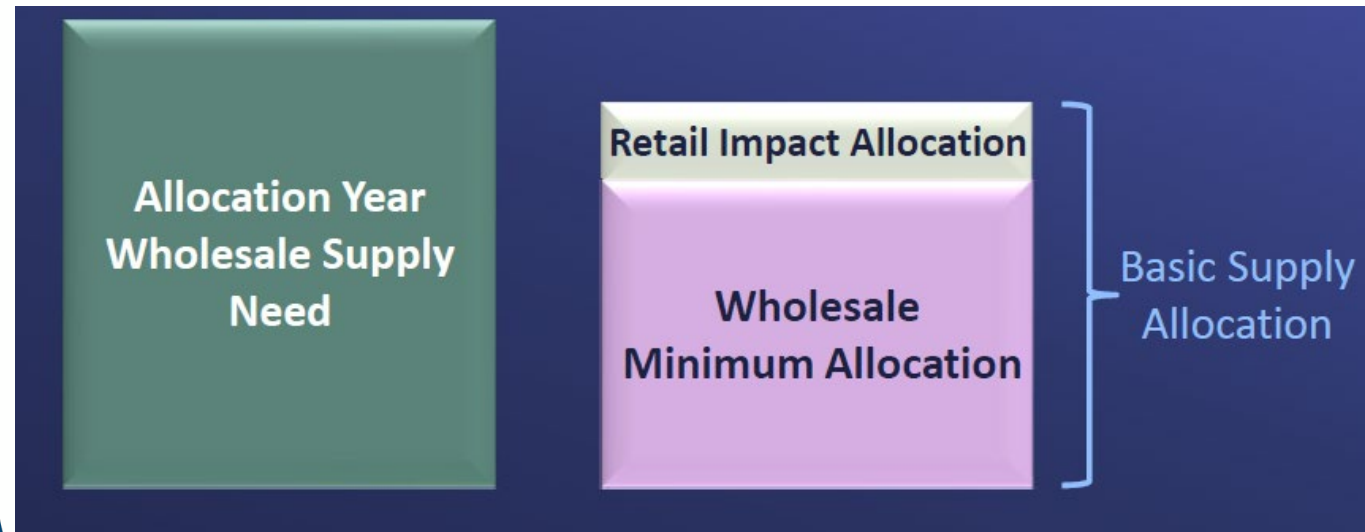 Allocation Year
Wholesale Supply
Need
Retail Impact Allocation
Wholesale
Minimum Allocation
Basic Supply
Allocation